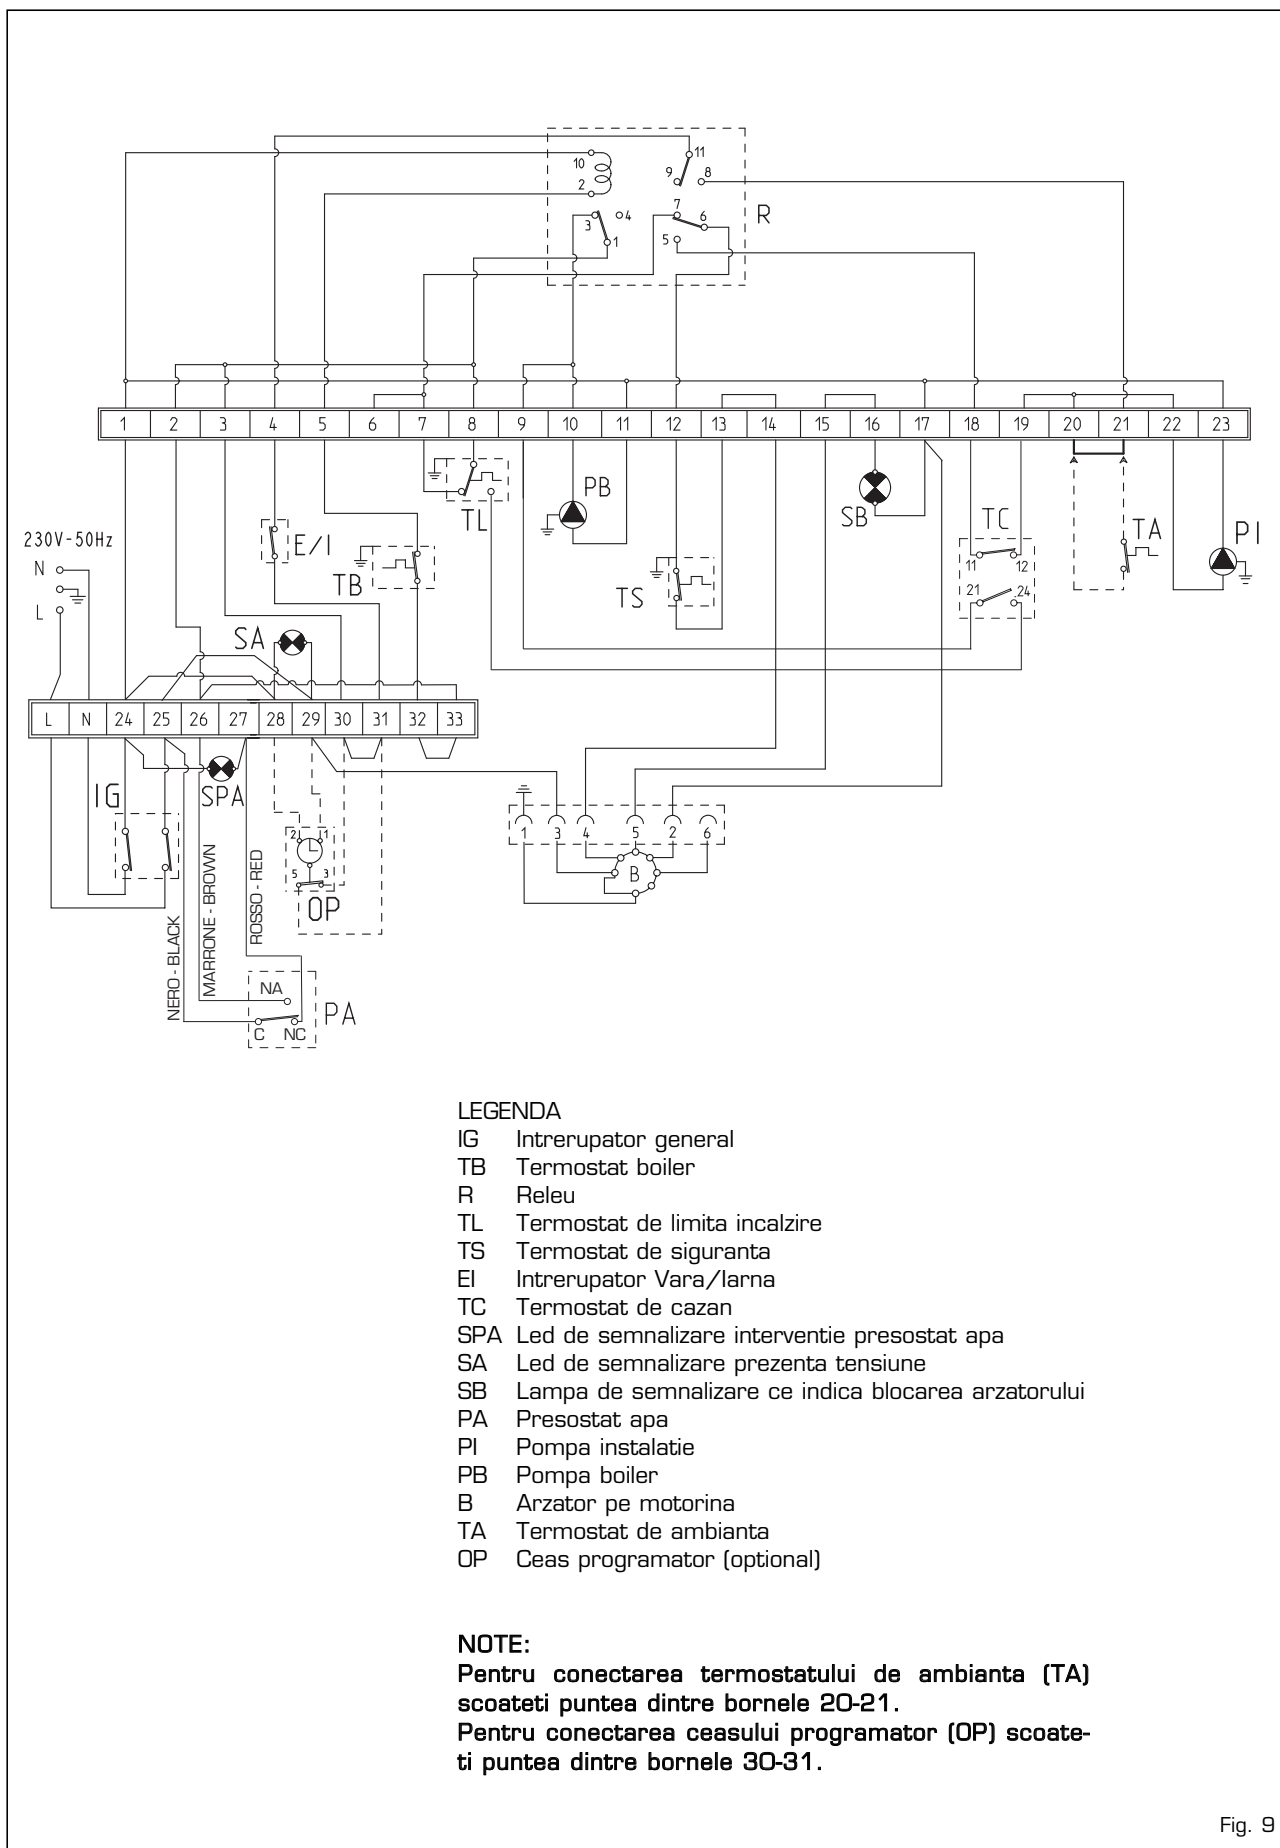 10
11
9
8
2
7
R
3
4
6
1
5
1 2 3 4 5 6 7 8 9 10 11 12 13 14 15 16 17 18 19 20 21 22 23
PB
TL
SB
TC
TA
PI
230V-50Hz
E/I
N
11 12
TB
TS
21 24
L
SA
L N 24 25 26 27 28 29 30 31 32 33
IG
SPA
1 3 4 5 2 6
2 1
B
5 3
OP
NERO - BLACK
MARRONE - BROWN
ROSSO - RED
NA
PA
C NC
LEGENDA
IG Intrerupator general
TB Termostat boiler
R Releu
TL Termostat de limita incalzire
TS Termostat de siguranta
EI Intrerupator Vara/Iarna
TC Termostat de cazan
SPA Led de semnalizare interventie presostat apa
SA Led de semnalizare prezenta tensiune
SB Lampa de semnalizare ce indica blocarea arzatorului
PA Presostat apa
PI Pompa instalatie
PB Pompa boiler
B Arzator pe motorina
TA Termostat de ambianta
OP Ceas programator (optional)
NOTE:
Pentru conectarea termostatului de ambianta (TA)
scoateti puntea dintre bornele 20-21.
Pentru conectarea ceasului programator (OP) scoate-
ti puntea dintre bornele 30-31.
Fig. 9